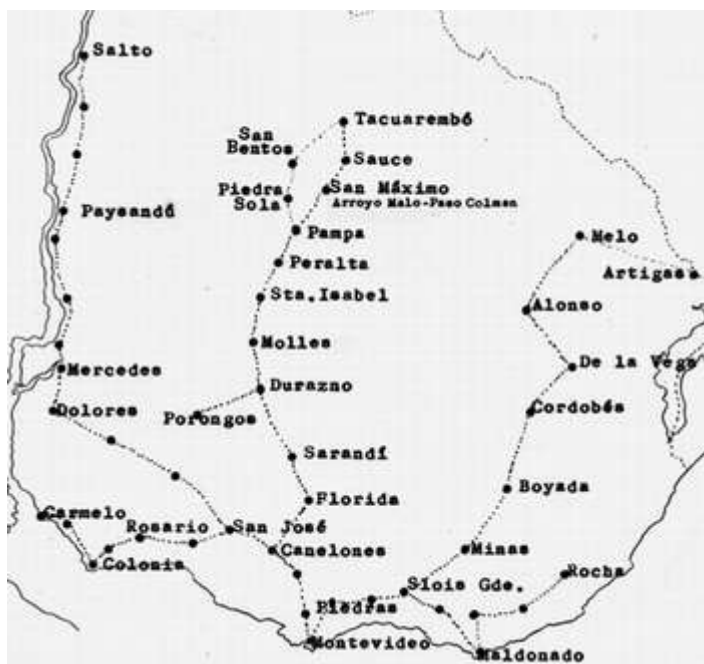 Salto
Tacuarembó
San
Bentos
Sauce
Piedra
Sola
San Máximo
Arroyo Malo-Paso Colman
Paysandú
Pampa
Melo
Peralta
Artigas
Sta.Isabel
Alonso
Molles
Mercedes
De la Vega
Durazno
Dolores
Porongos
Cordobés
Sarandí
Boyada
Florida
Carmelo
Rosario
San José
Canelones
Minas
Colonia
Slois Gde.
Rocha
Piedras
Montevideo
Maldonado